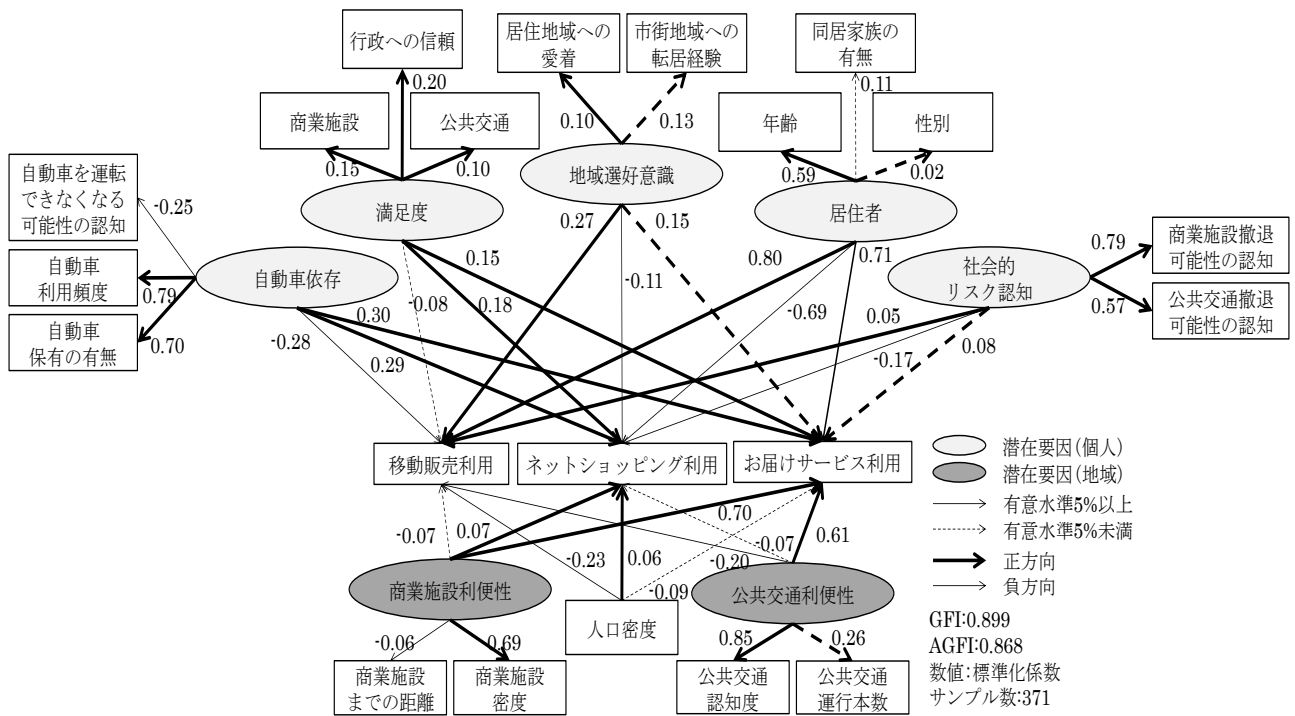 行政への信頼
居住地域への
愛着
市街地域への
転居経験
同居家族の
有無
0.20
0.11
商業施設
公共交通
0.10
0.13
年齢
性別
0.15
0.10
0.59
0.02
自動車を運転
できなくなる
可能性の認知
-0.25
満足度
地域選好意識
居住者
0.27
0.15
自動車
利用頻度
0.79
自動車依存
0.15
0.80
0.71
社会的
リスク認知
0.79
商業施設撤退
可能性の認知
0.57
公共交通撤退
可能性の認知
自動車
保有の有無
0.70
-0.28
0.30
-0.08
0.18
-0.11
-0.69
0.05
0.29
-0.17
0.08
移動販売利用
ネットショッピング利用
お届けサービス利用
潜在要因(個人)
潜在要因(地域)
有意水準5%以上
有意水準5%未満
正方向
負方向
-0.07
0.07
-0.23
0.06
0.70
-0.09
-0.20
-0.07
0.61
商業施設利便性
人口密度
公共交通利便性
-0.06
0.69
0.85
0.26
商業施設
までの距離
商業施設
密度
公共交通
認知度
公共交通
運行本数
GFI:0.899
AGFI:0.868
数値:標準化係数
サンプル数:371